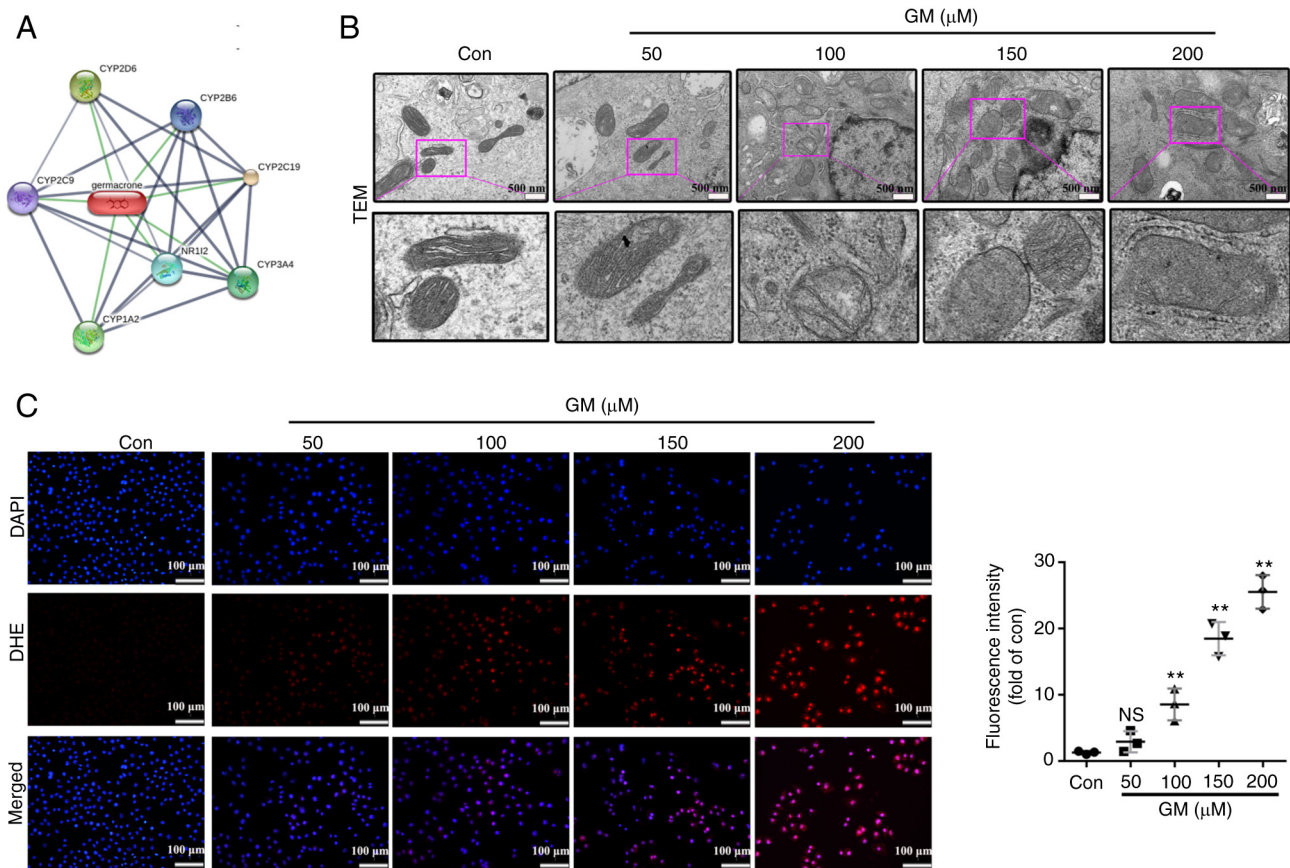 A
CYP2D6
CYP2B6
CYP2C19
CYP2C9
germacrone
NR1I2
CYP3A4
CYP1A2
B
GM (μM)
Con 50 100 150 200
TEM
500 nm 500 nm 500 nm 500 nm 500 nm
C
GM (μM)
Con 50 100 150 200
DAPI
100 μm 100 μm 100 μm 100 μm 100 μm
DHE
100 μm 100 μm 100 μm 100 μm 100 μm
Merged
100 μm 100 μm 100 μm 100 μm 100 μm
Fluorescence intensity
(fold of con)
30
20
10
0
NS
**
**
**
Con 50 100 150 200
GM (μM)